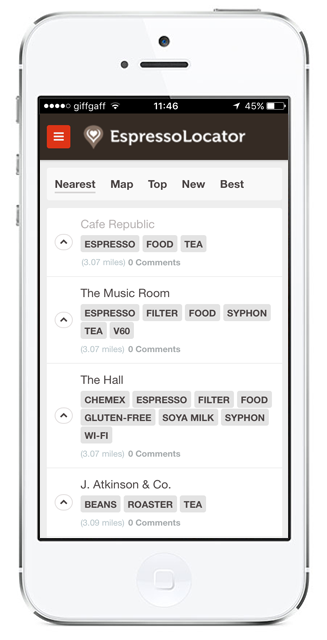 giffgaff 11:46 45%
EspressoLocator
Nearest Map Top New Best
Cafe Republic
ESPRESSO FOOD TEA
(3.07 miles) 0 Comments
The Music Room
ESPRESSO FILTER FOOD SYPHON
TEA V60
(3.07 miles) 0 Comments
The Hall
CHEMEX ESPRESSO FILTER FOOD
GLUTEN-FREE SOYA MILK SYPHON
WI-FI
(3.07 miles) 0 Comments
J. Atkinson & Co.
BEANS ROASTER TEA
(3.09 miles) 0 Comments